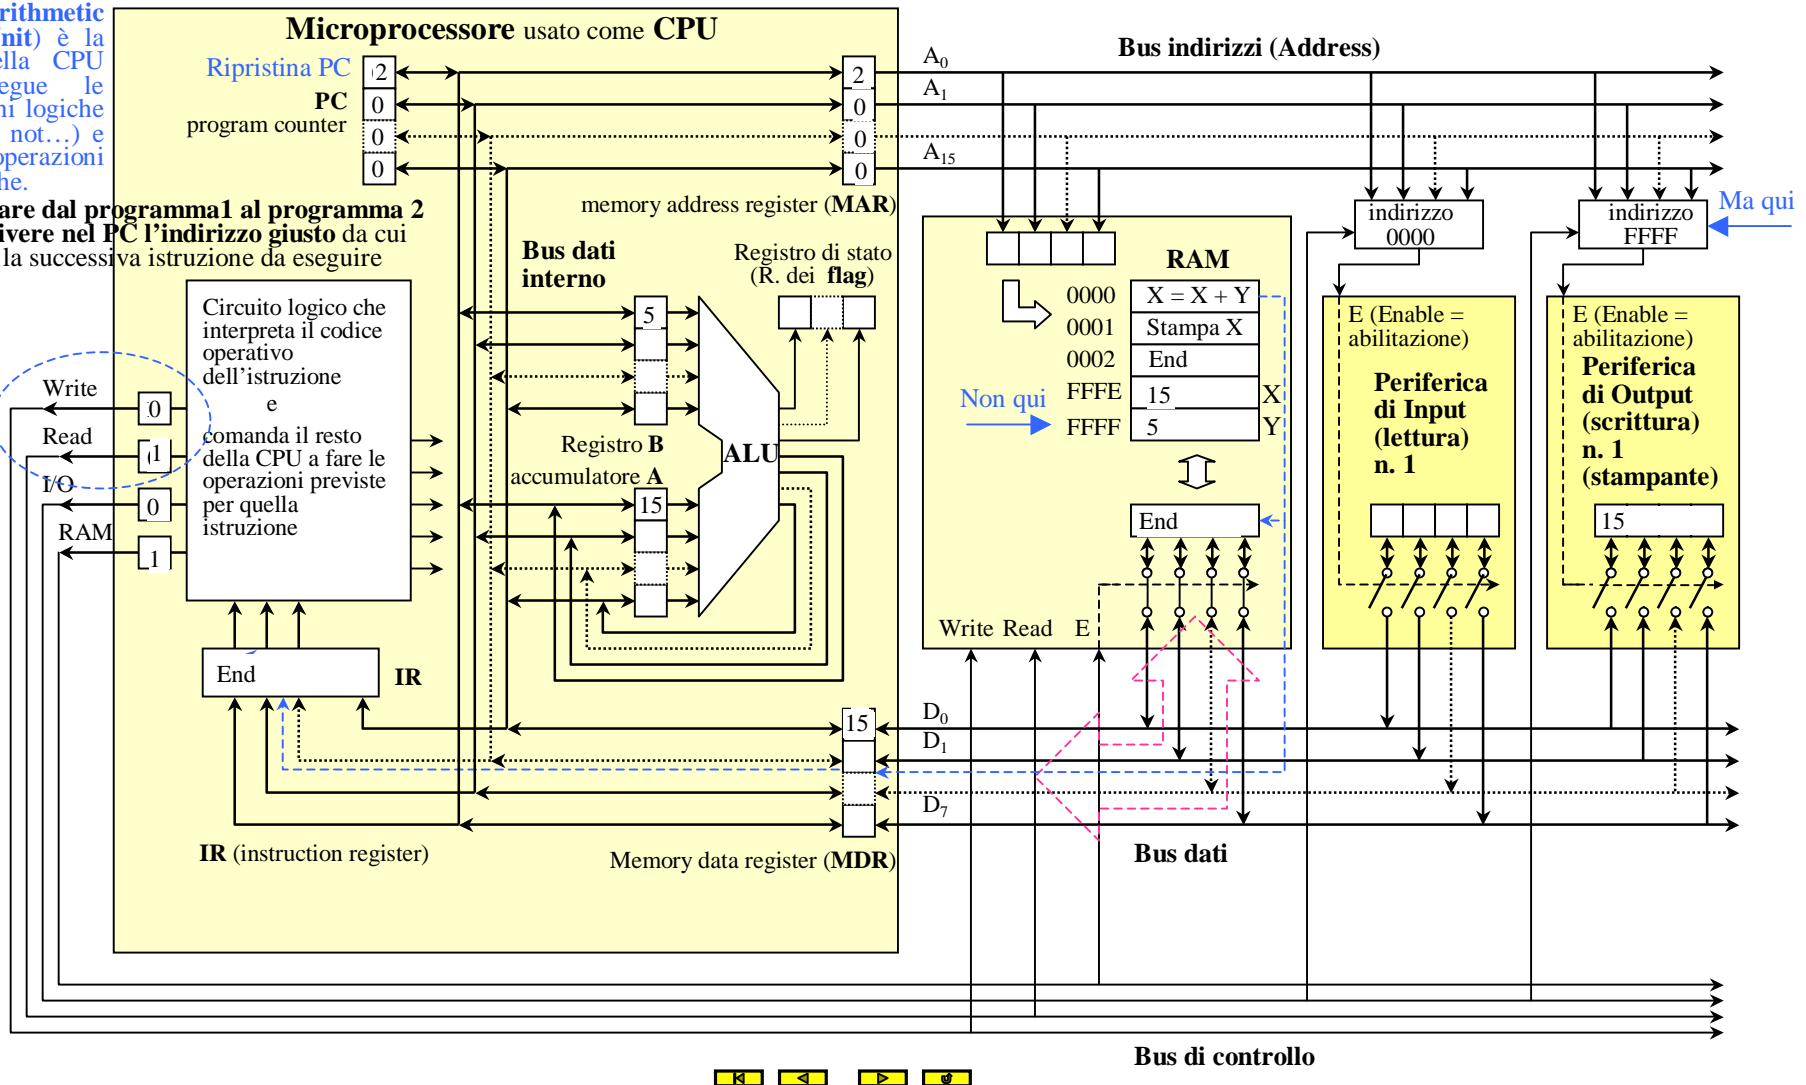 rithmetic
nit) è la
ella CPU
egue le
ni logiche
not…) e
operazioni
he.
are dal programma1 al programma 2
ivere nel PC l'indirizzo giusto da cui
la successiva istruzione da eseguire
Microprocessore usato come CPU
Ripristina PC
PC
program counter
2
0
0
0
2
0
0
0
memory address register (MAR)
Bus dati
interno
Registro di stato
(R. dei flag)
Circuito logico che
interpreta il codice
operativo
dell'istruzione
e
comanda il resto
della CPU a fare le
operazioni previste
per quella
istruzione
Write
0
Read
1
I/O
0
RAM
1
5
Registro B
accumulatore A
15
ALU
End
IR
IR (instruction register)
15
Memory data register (MDR)
Bus indirizzi (Address)
A0
A1
A15
RAM
0000 X = X + Y
0001 Stampa X
0002 End
FFFE 15 X
FFFF 5 Y
Non qui
End
Write Read E
D0
D1
D7
Bus dati
indirizzo
0000
E (Enable =
abilitazione)
Periferica
di Input
(lettura)
n. 1
indirizzo
FFFF
Ma qui
E (Enable =
abilitazione)
Periferica
di Output
(scrittura)
n. 1
(stampante)
15
Bus di controllo